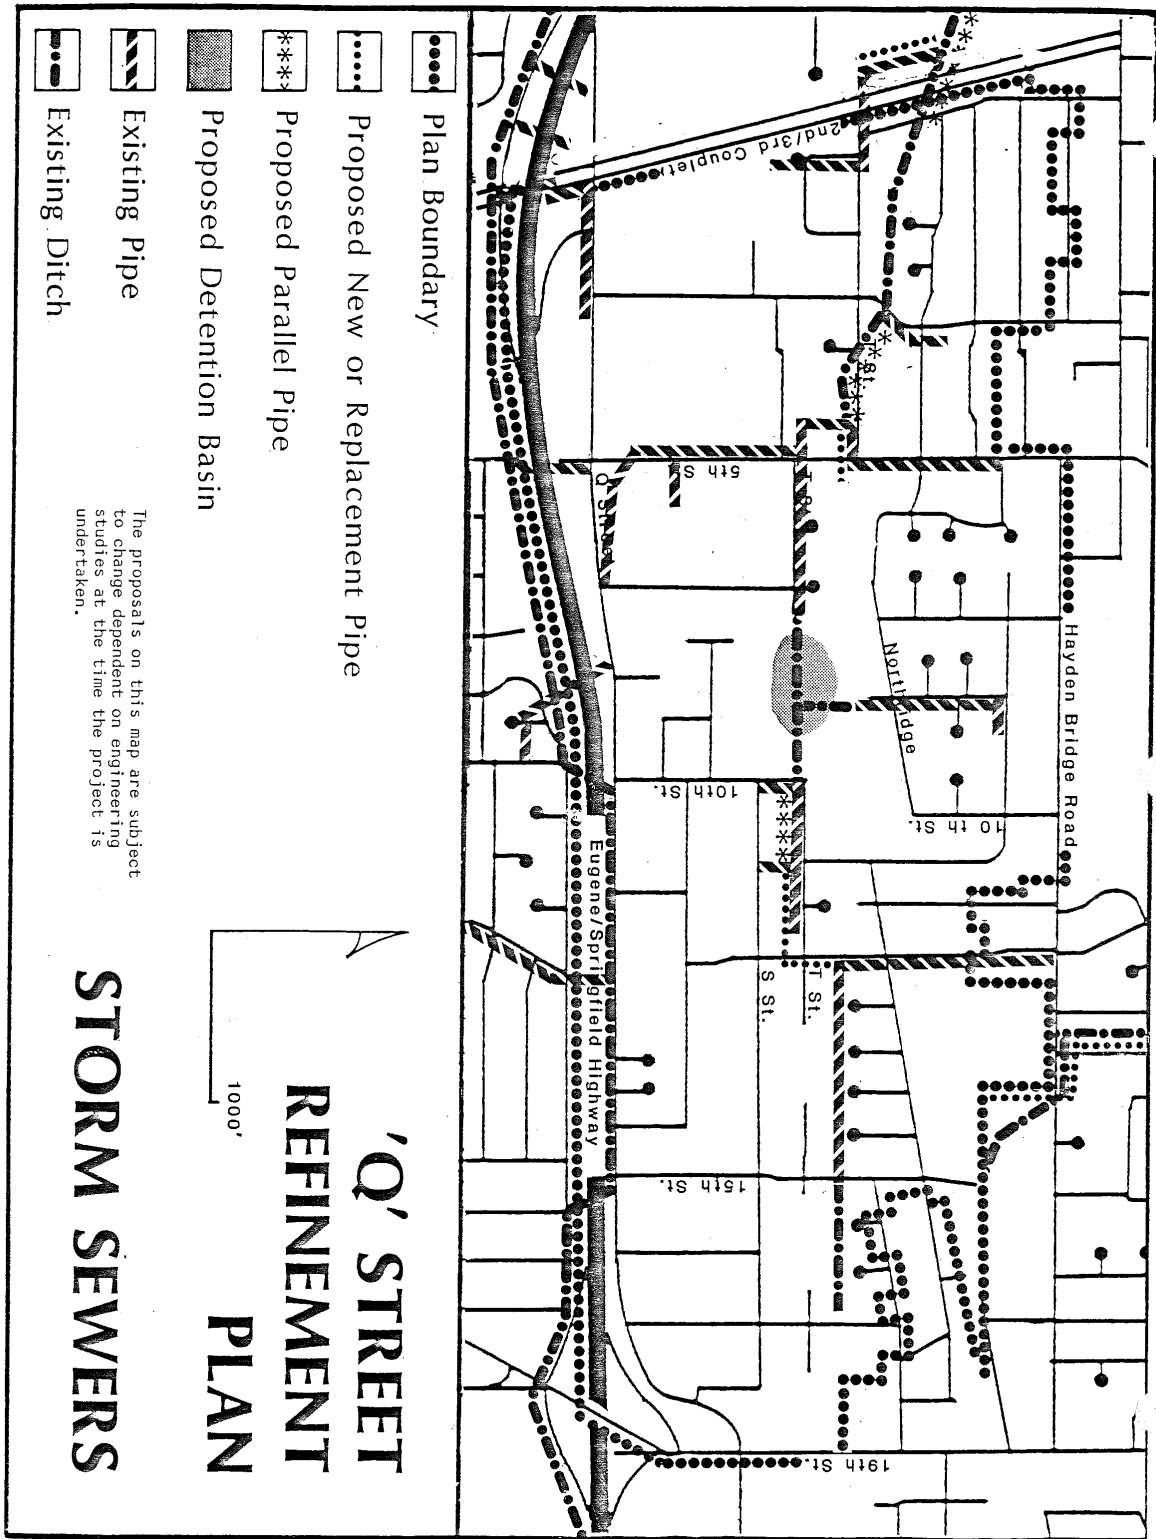 Hayden Bridge Road
2nd/3rd Couplet
T St.
5th St.
Q Street
Northridge
10th St.
10 th St.
T St.
S St.
15th St.
19th St.
Eugene/Springfield Highway
Plan Boundary
Proposed New or Replacement Pipe
Proposed Parallel Pipe
Proposed Detention Basin
Existing Pipe
Existing Ditch
The proposals on this map are subject
to change dependent on engineering
studies at the time the project is
undertaken.
1000'
'Q' STREET
REFINEMENT
PLAN
STORM SEWERS